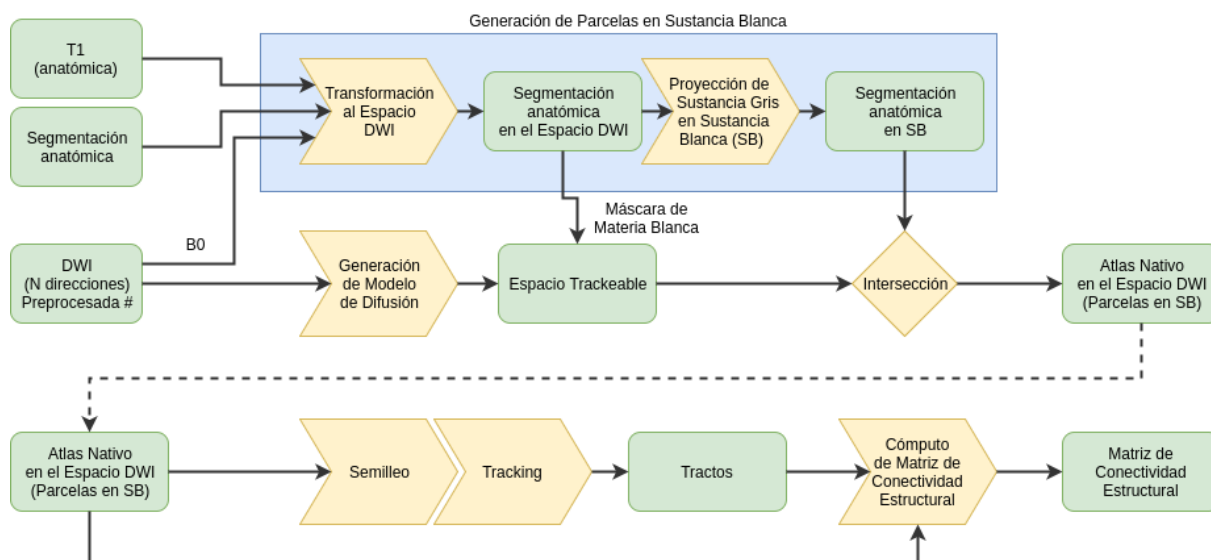 Generación de Parcelas en Sustancia Blanca
T1
(anatómica)
Segmentación
anatómica
Transformación
al Espacio
DWI
Segmentación
anatómica
en el Espacio DWI
Proyección de
Sustancia Gris
en Sustancia
Blanca (SB)
Segmentación
anatómica
en SB
Máscara de
Materia Blanca
B0
DWI
(N direcciones)
Preprocesada #
Generación
de Modelo
de Difusión
Espacio Trackeable
Intersección
Atlas Nativo
en el Espacio DWI
(Parcelas en SB)
Atlas Nativo
en el Espacio DWI
(Parcelas en SB)
Semilleo
Tracking
Tractos
Cómputo
de Matriz de
Conectividad
Estructural
Matriz de
Conectividad
Estructural